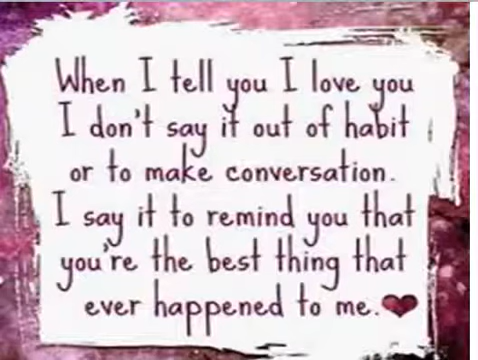 When I tell you I love you
I don't say it out of habit
or to make conversation.
I say it to remind you that
you're the best thing that
ever happened to me.